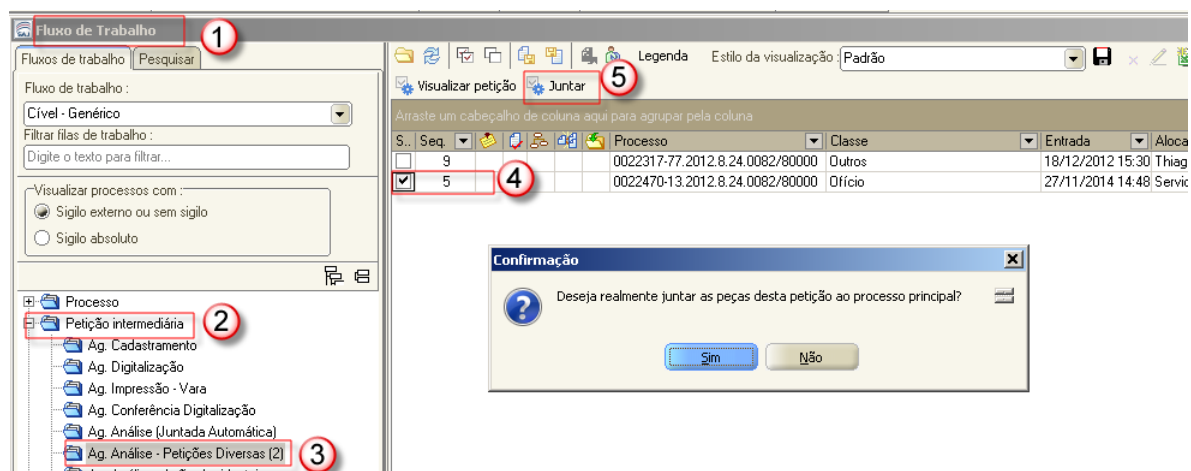 Fluxo de Trabalho
1
Fluxos de trabalho Pesquisar
Fluxo de trabalho :
Cível - Genérico
Filtrar filas de trabalho :
Digite o texto para filtrar...
Visualizar processos com :
Sigilo externo ou sem sigilo
Sigilo absoluto
Processo
Petição intermediária
2
Ag. Cadastramento
Ag. Digitalização
Ag. Impressão - Vara
Ag. Conferência Digitalização
Ag. Análise (Juntada Automática)
Ag. Análise - Petições Diversas (2)
3
Legenda Estilo da visualização : Padrão
Visualizar petição Juntar
5
Arraste um cabeçalho de coluna aqui para agrupar pela coluna
S.. Seq. Processo Classe Entrada Aloca
9 0022317-77.2012.8.24.0082/80000 Outros 18/12/2012 15:30 Thiag
5 0022470-13.2012.8.24.0082/80000 Ofício 27/11/2014 14:48 Servic
4
Confirmação
Deseja realmente juntar as peças desta petição ao processo principal?
Sim Não